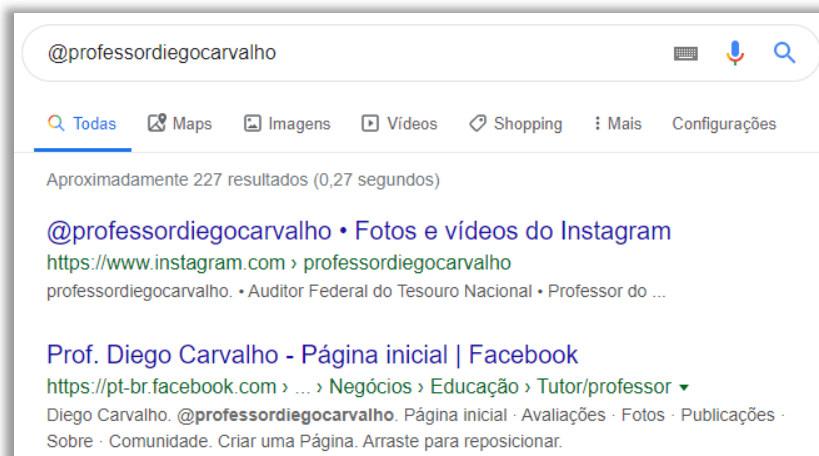 @professordiegocarvalho
Todas Maps Imagens Vídeos Shopping Mais Configurações
Aproximadamente 227 resultados (0,27 segundos)
@professordiegocarvalho • Fotos e vídeos do Instagram
https://www.instagram.com › professordiegocarvalho
professordiegocarvalho. • Auditor Federal do Tesouro Nacional • Professor do ...
Prof. Diego Carvalho - Página inicial | Facebook
https://pt-br.facebook.com › ... › Negócios › Educação › Tutor/professor
Diego Carvalho. @professordiegocarvalho. Página inicial · Avaliações · Fotos · Publicações ·
Sobre · Comunidade. Criar uma Página. Arraste para reposicionar.